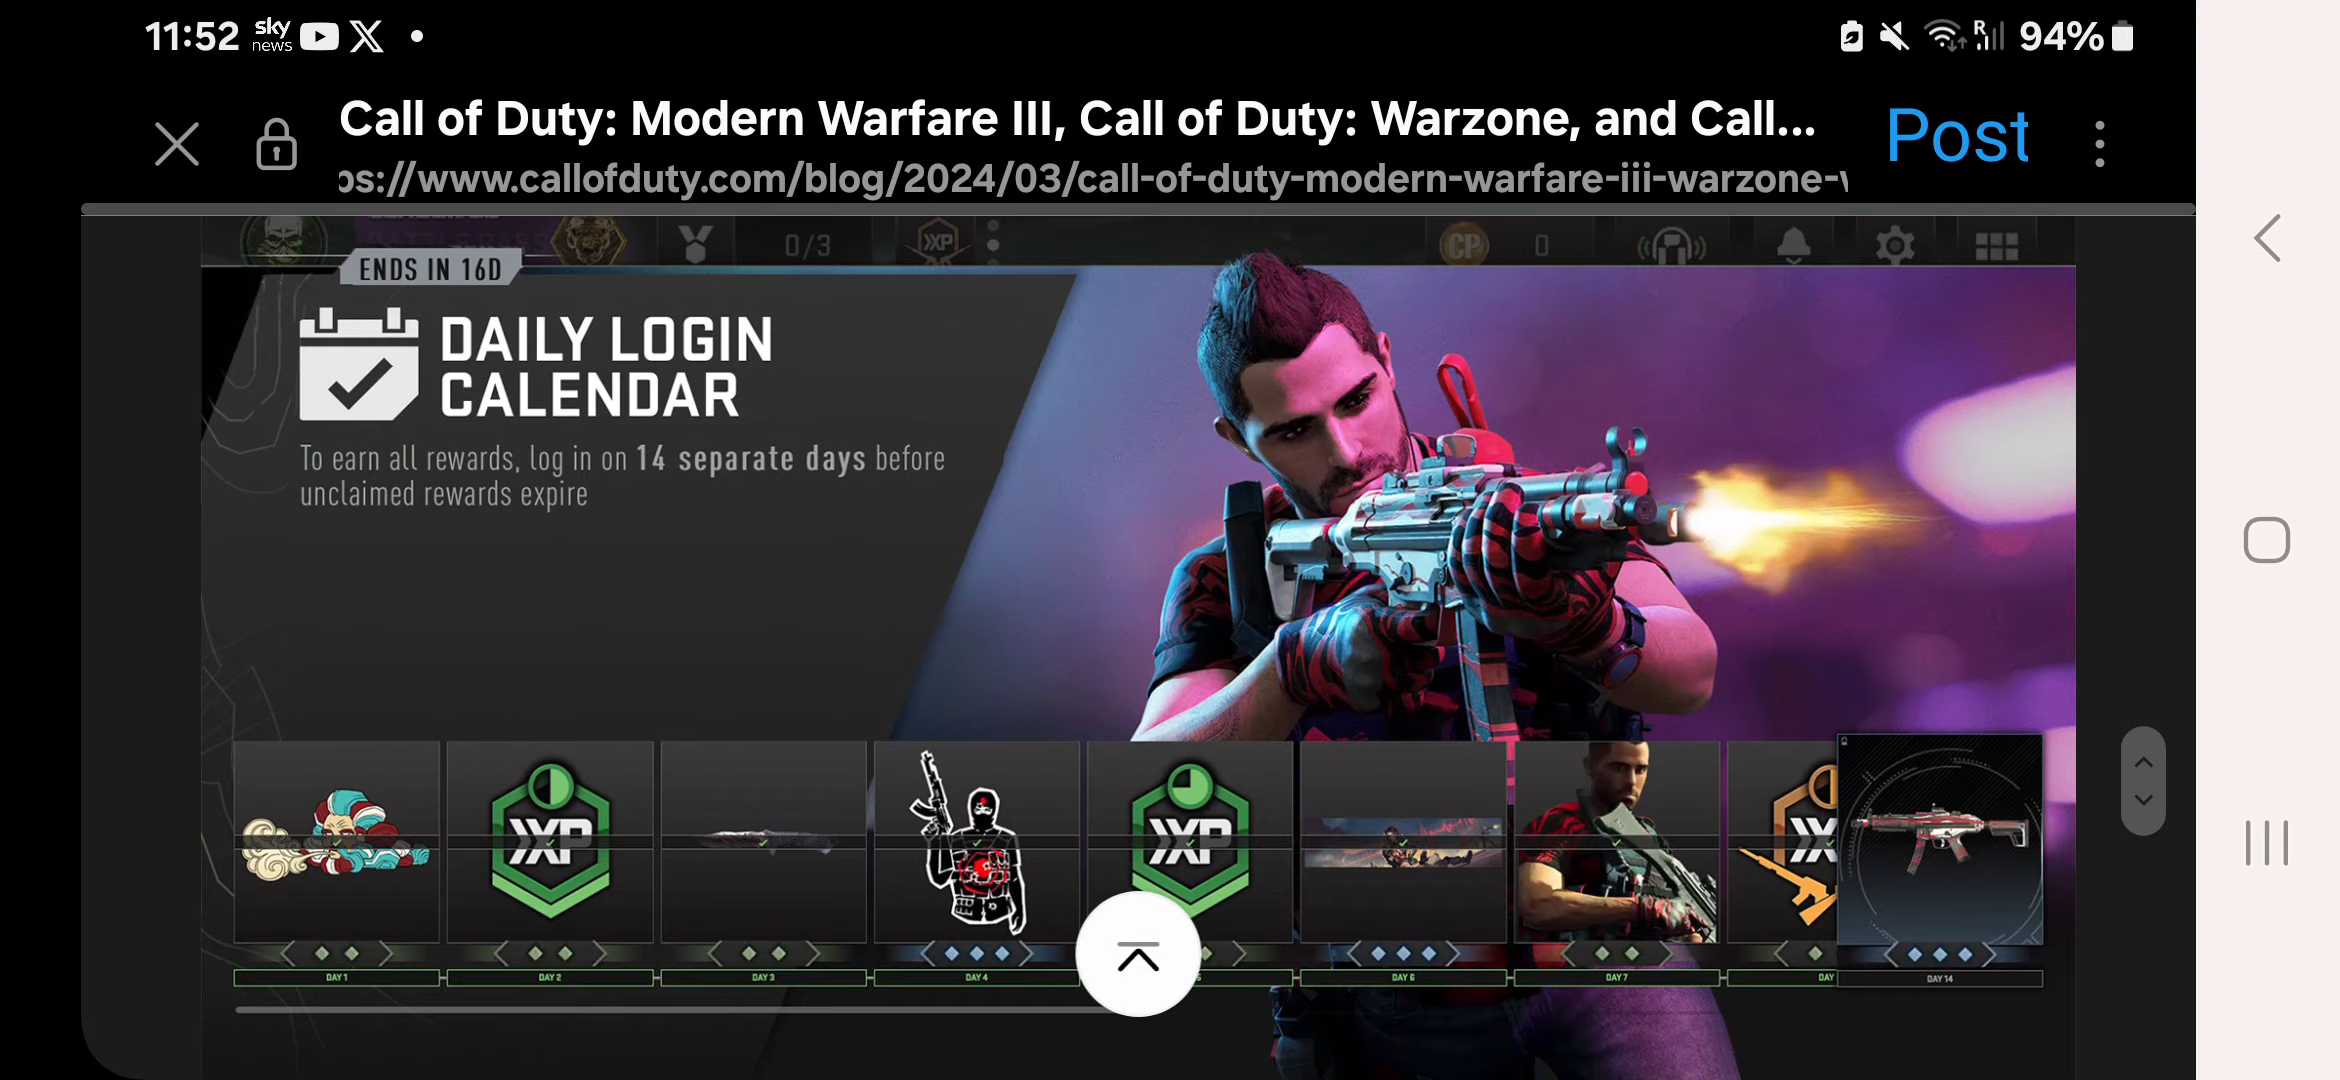 11:52 sky news 94%
Call of Duty: Modern Warfare III, Call of Duty: Warzone, and Call...
Post
ps://www.callofduty.com/blog/2024/03/call-of-duty-modern-warfare-iii-warzone-
0/3
XP
CP
0
ENDS IN 16D
DAILY LOGIN
CALENDAR
To earn all rewards, log in on 14 separate days before
unclaimed rewards expire
XP
XP
DAY 1
DAY 2
DAY 3
DAY 4
DAY 6
DAY 7
DAY
DAY 14